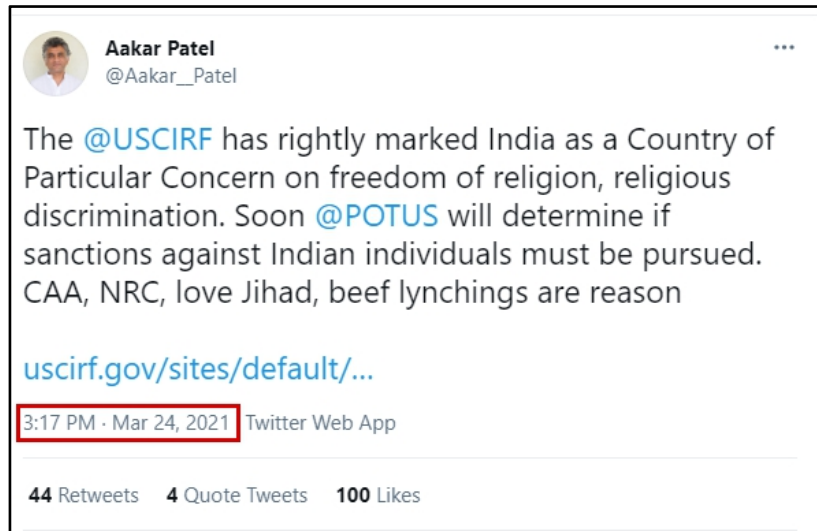 Aakar Patel
@Aakar__Patel
The @USCIRF has rightly marked India as a Country of
Particular Concern on freedom of religion, religious
discrimination. Soon @POTUS will determine if
sanctions against Indian individuals must be pursued.
CAA, NRC, love Jihad, beef lynchings are reason
uscirf.gov/sites/default/...
3:17 PM · Mar 24, 2021 Twitter Web App
44 Retweets 4 Quote Tweets 100 Likes